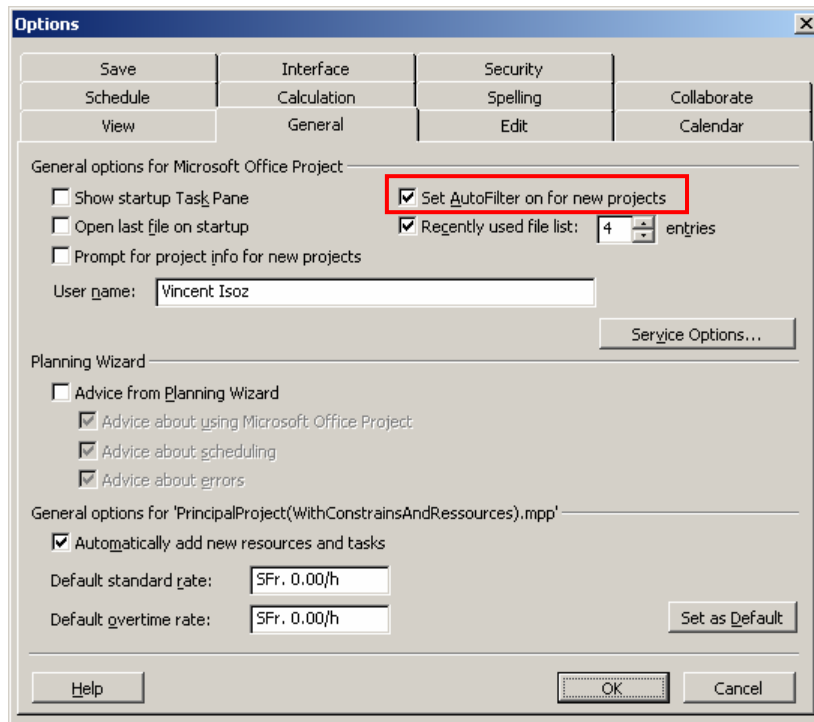 Options
Save Interface Security
Schedule Calculation Spelling Collaborate
View General Edit Calendar
General options for Microsoft Office Project
Show startup Task Pane Set AutoFilter on for new projects
Open last file on startup Recently used file list: 4 entries
Prompt for project info for new projects
User name: Vincent Isoz
Service Options...
Planning Wizard
Advice from Planning Wizard
Advice about using Microsoft Office Project
Advice about scheduling
Advice about errors
General options for 'PrincipalProject(WithConstrainsAndRessources).mpp'
Automatically add new resources and tasks
Default standard rate: SFr. 0.00/h
Default overtime rate: SFr. 0.00/h Set as Default
Help OK Cancel